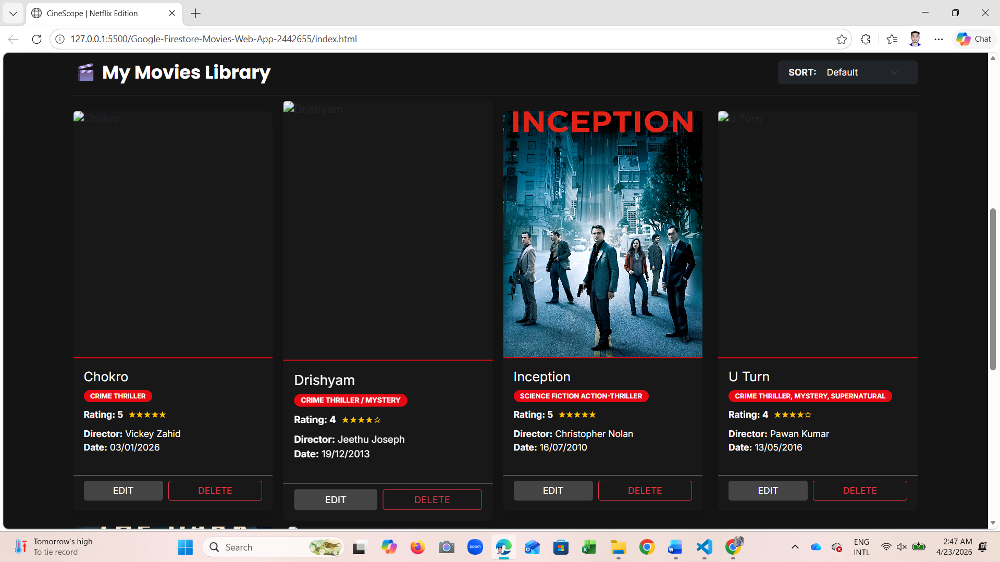 CineScope | Netflix Edition
127.0.0.1:5500/Google-Firestore-Movies-Web-App-2442655/index.html
Chat
My Movies Library
SORT: Default
Chokro
Drishyam
INCEPTION
U Turn
Chokro
CRIME THRILLER
Rating: 5 ★★★★★
Director: Vickey Zahid
Date: 03/01/2026
EDIT
DELETE
Drishyam
CRIME THRILLER / MYSTERY
Rating: 4 ★★★★☆
Director: Jeethu Joseph
Date: 19/12/2013
EDIT
DELETE
Inception
SCIENCE FICTION ACTION-THRILLER
Rating: 5 ★★★★★
Director: Christopher Nolan
Date: 16/07/2010
EDIT
DELETE
U Turn
CRIME THRILLER, MYSTERY, SUPERNATURAL
Rating: 4 ★★★★☆
Director: Pawan Kumar
Date: 13/05/2016
EDIT
DELETE
Tomorrow's high
To tie record
Search
zoom
ENG
INTL
2:47 AM
4/23/2026